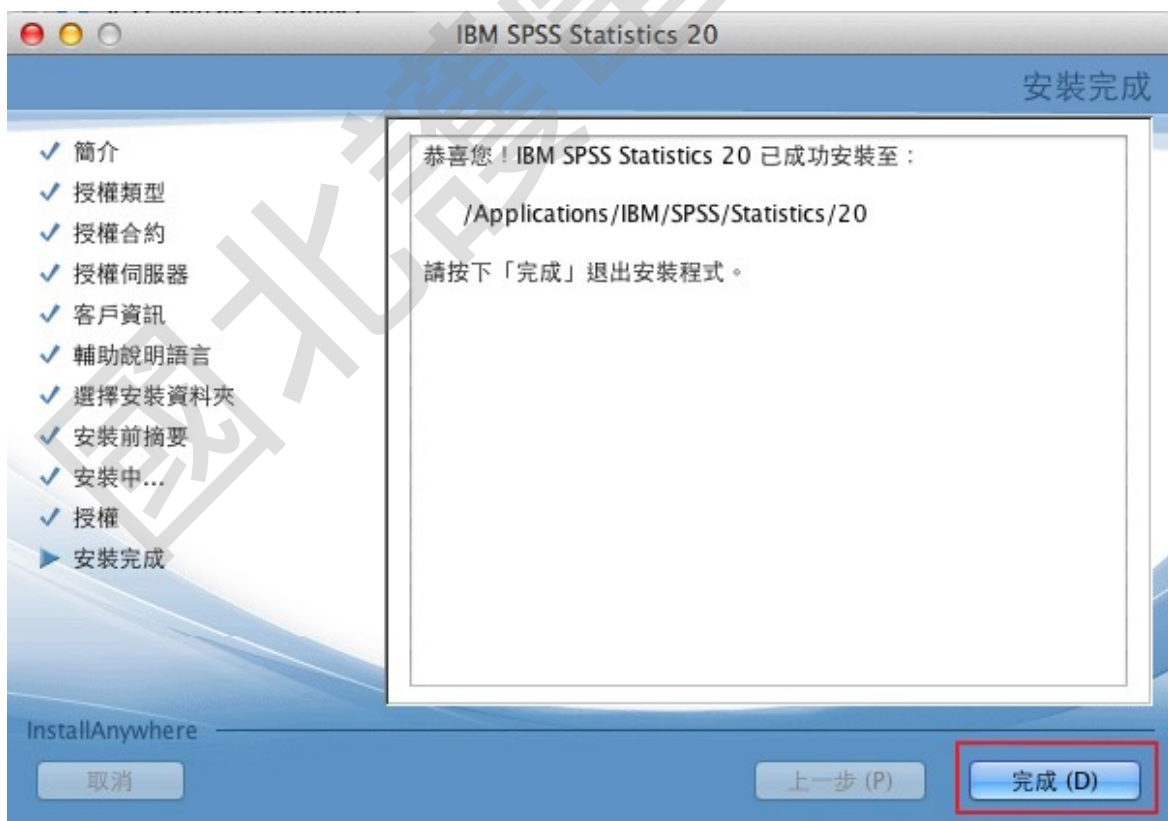 IBM SPSS Statistics 20
安裝完成
簡介
授權類型
授權合約
授權伺服器
客戶資訊
輔助說明語言
選擇安裝資料夾
安裝前摘要
安裝中...
授權
安裝完成
恭喜您！IBM SPSS Statistics 20 已成功安裝至：
/Applications/IBM/SPSS/Statistics/20
請按下「完成」退出安裝程式。
國北護
InstallAnywhere
取消
上一步 (P)
完成 (D)